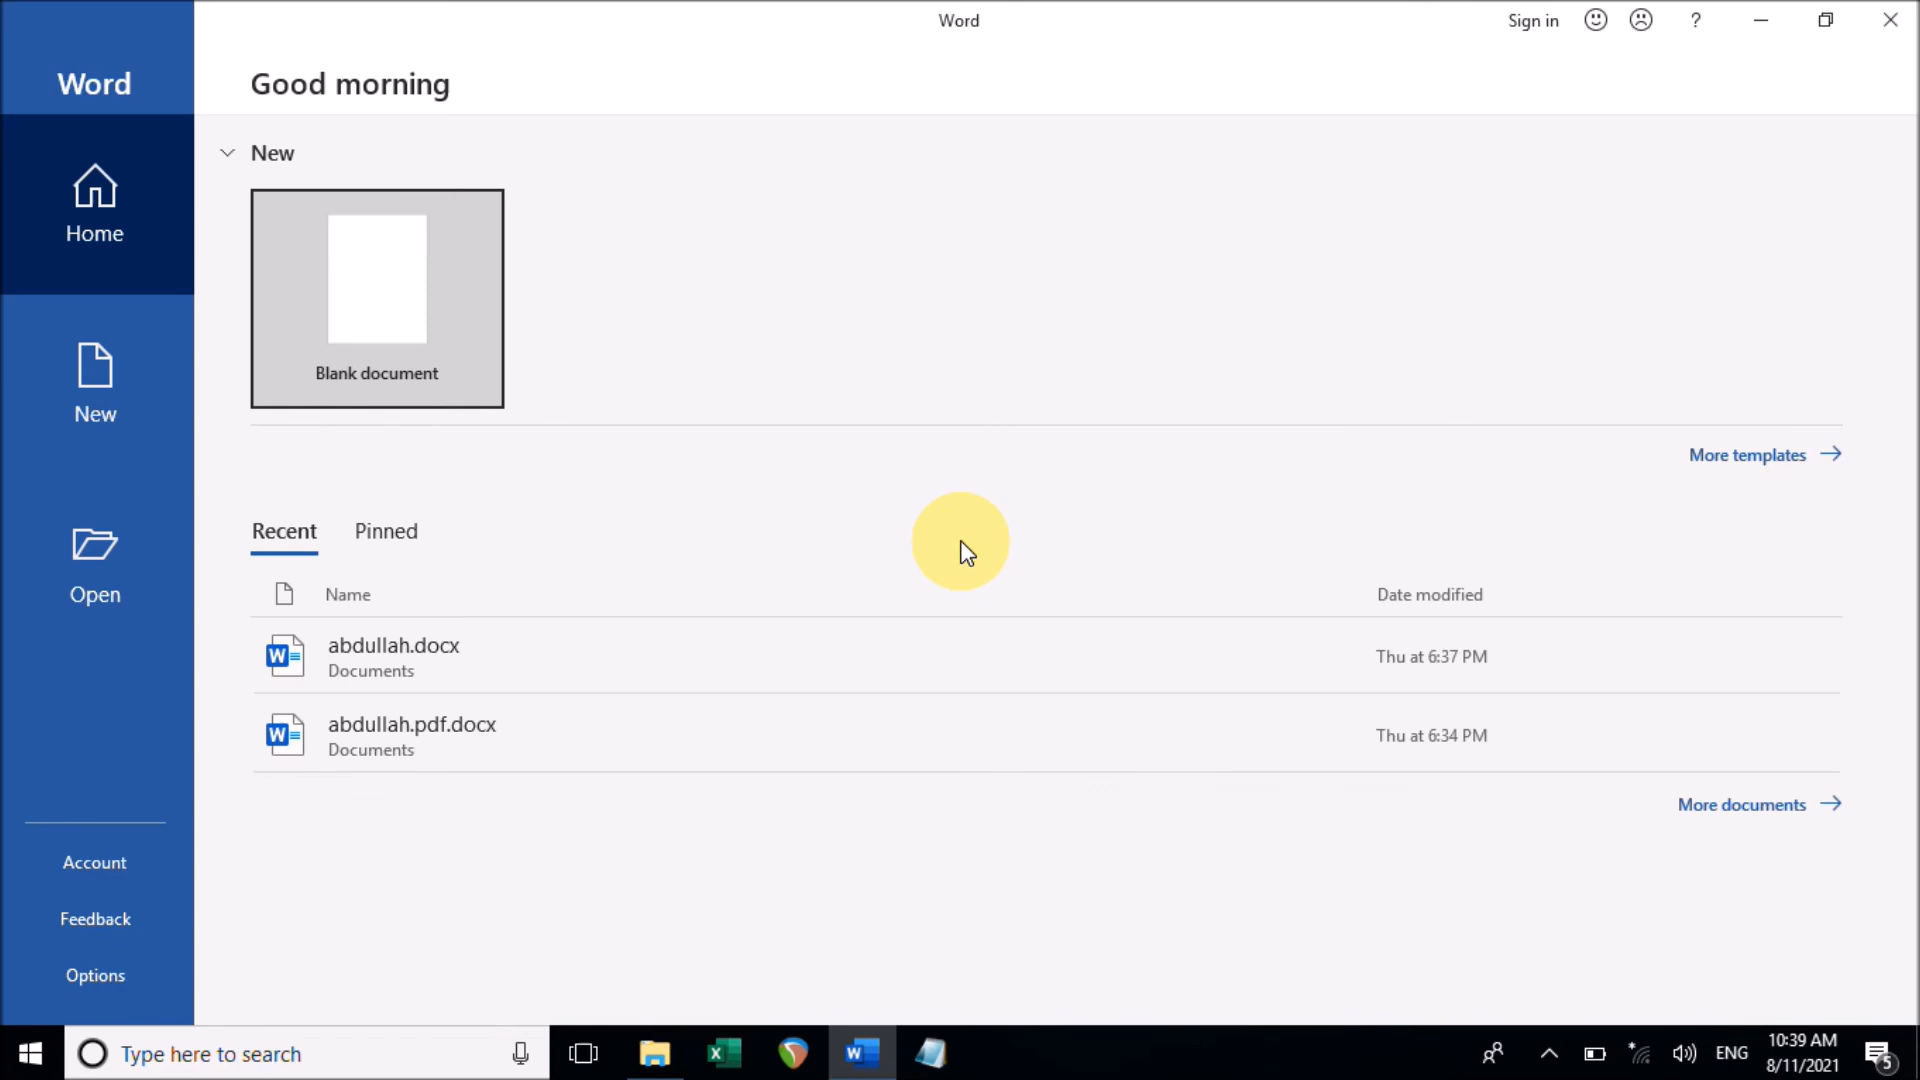 Word
Sign in
?
Word
Good morning
Home
New
Blank document
New
More templates
Recent Pinned
Open
Name Date modified
abdullah.docx
Documents
Thu at 6:37 PM
abdullah.pdf.docx
Documents
Thu at 6:34 PM
More documents
Account
Feedback
Options
Type here to search
ENG
10:39 AM
8/11/2021
5